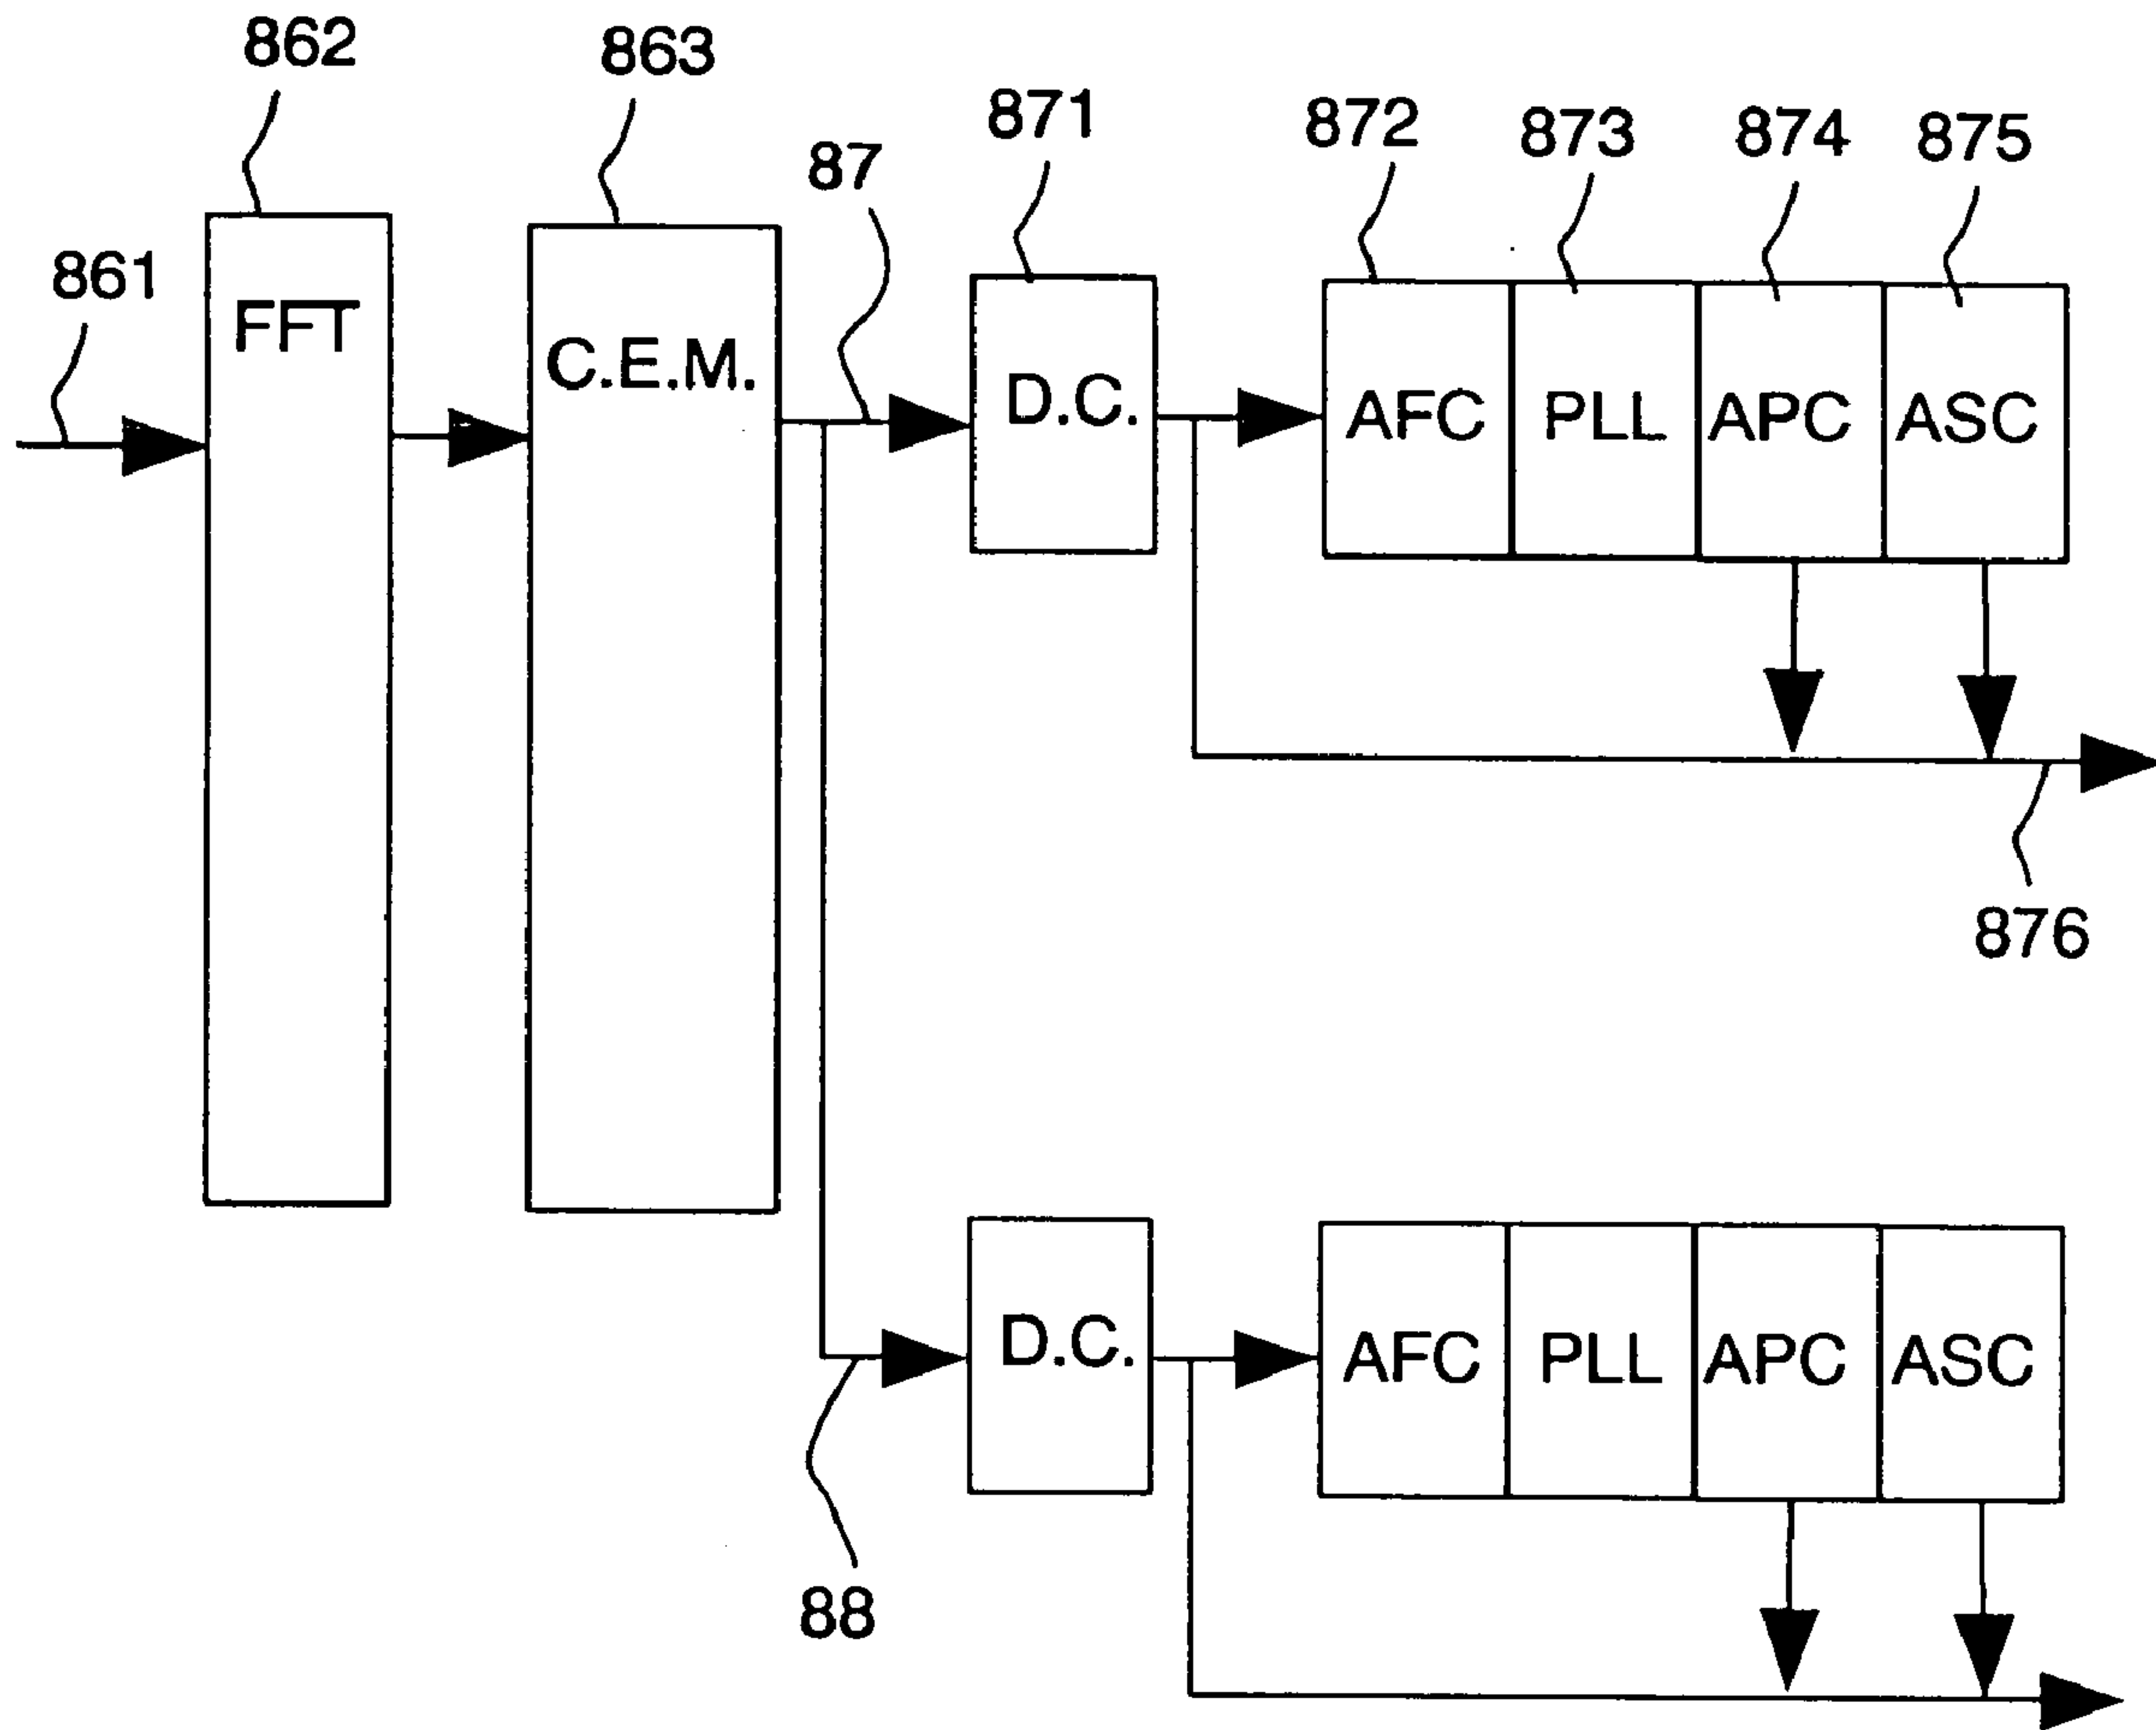 862
863
871
872
873
874
875
87
861
FFT
C.E.M.
D.C.
AFC
PLL
APC
ASC
876
D.C.
AFC
PLL
APC
ASC
88